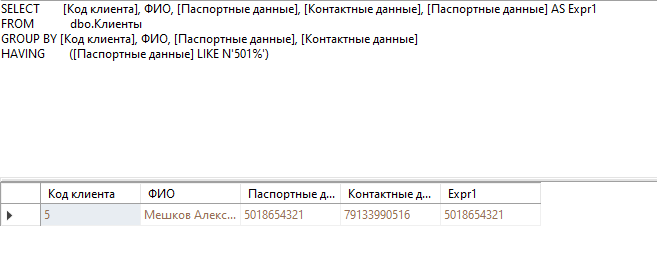 SELECT [Код клиента], ФИО, [Паспортные данные], [Контактные данные], [Паспортные данные] AS Expr1
FROM dbo.Клиенты
GROUP BY [Код клиента], ФИО, [Паспортные данные], [Контактные данные]
HAVING ([Паспортные данные] LIKE N'501%')
Код клиента ФИО Паспортные д... Контактные д... Expr1
5 Мешков Алекс... 5018654321 79133990516 5018654321